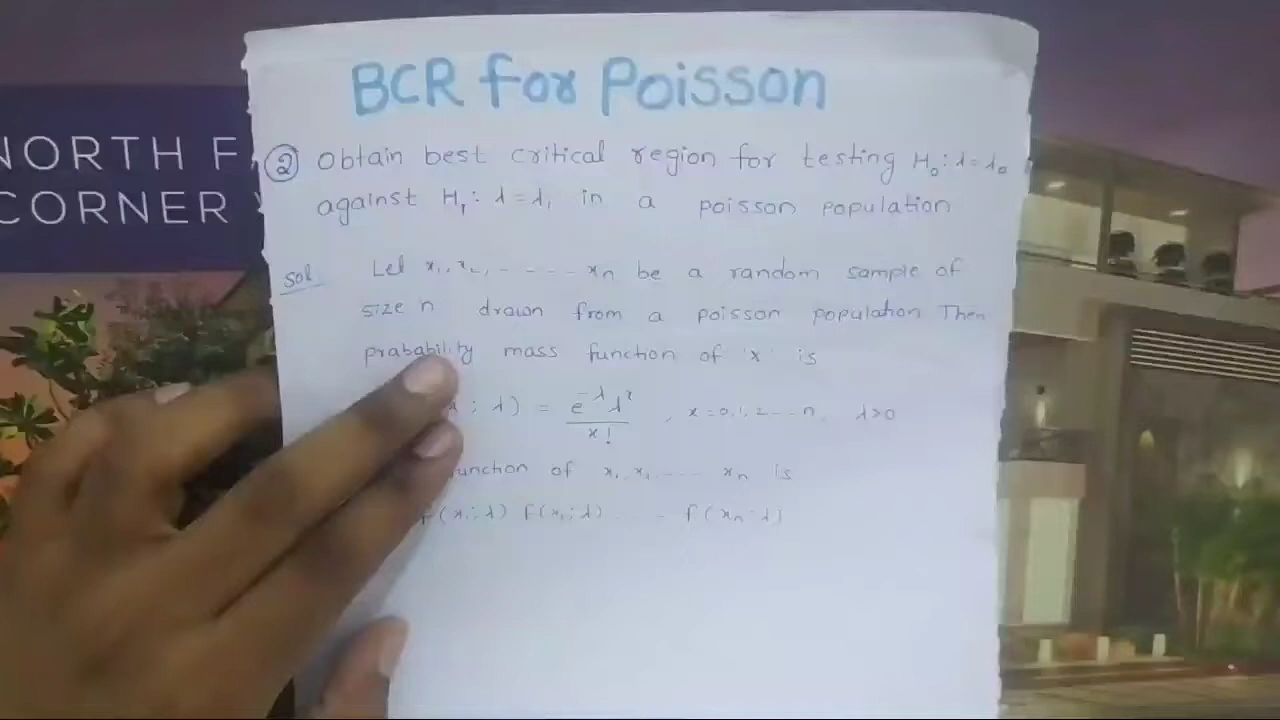 BCR for Poisson
NORTH F
CORNER
② Obtain best critical region for testing H₀: λ=λ₀
against H₁: λ=λ₁ in a poisson population
Sol
Let x₁, x₂, ------ xn be a random sample of
size n drawn from a poisson population Then
prabability mass function of 'x' is
; λ) = e^-λ λ^x / x! , x=0,1,2---n, λ>0
unction of x₁, x₂, ---- xn is
f(x₁;λ) f(x₂;λ) ---- f(xn;λ)